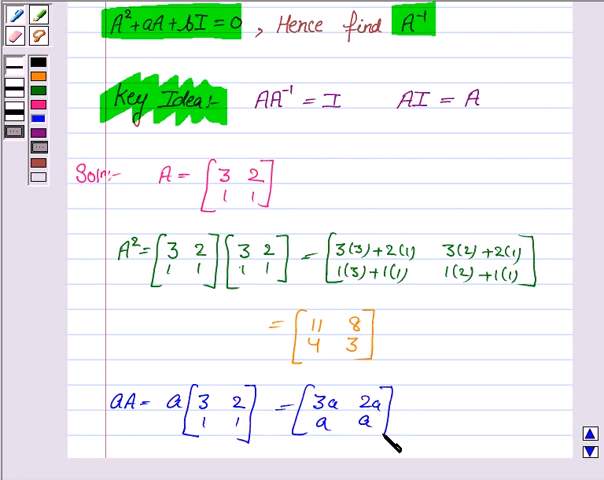 A²+aA+bI=0, Hence find A⁻¹
Key Idea:- AA⁻¹ = I AI = A
Soln:- A = [3 2
1 1]
A² = [3 2 [3 2 = [3(3)+2(1) 3(2)+2(1)
1 1] 1 1] 1(3)+1(1) 1(2)+1(1)]
= [11 8
4 3]
aA = a [3 2 = [3a 2a
1 1] a a]